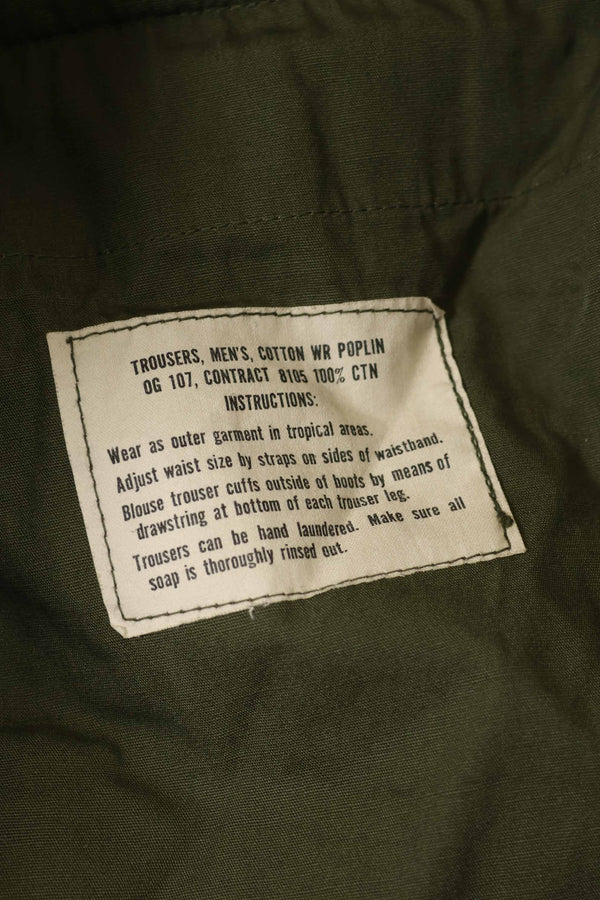 TROUSERS, MEN'S, COTTON WR POPLIN
OG 107, CONTRACT 8105 100% CTN
INSTRUCTIONS:
Wear as outer garment in tropical areas.
Adjust waist size by straps on sides of waistband.
Blouse trouser cuffs outside of boots by means of
drawstring at bottom of each trouser leg.
Trousers can be hand laundered. Make sure all
soap is thoroughly rinsed out.